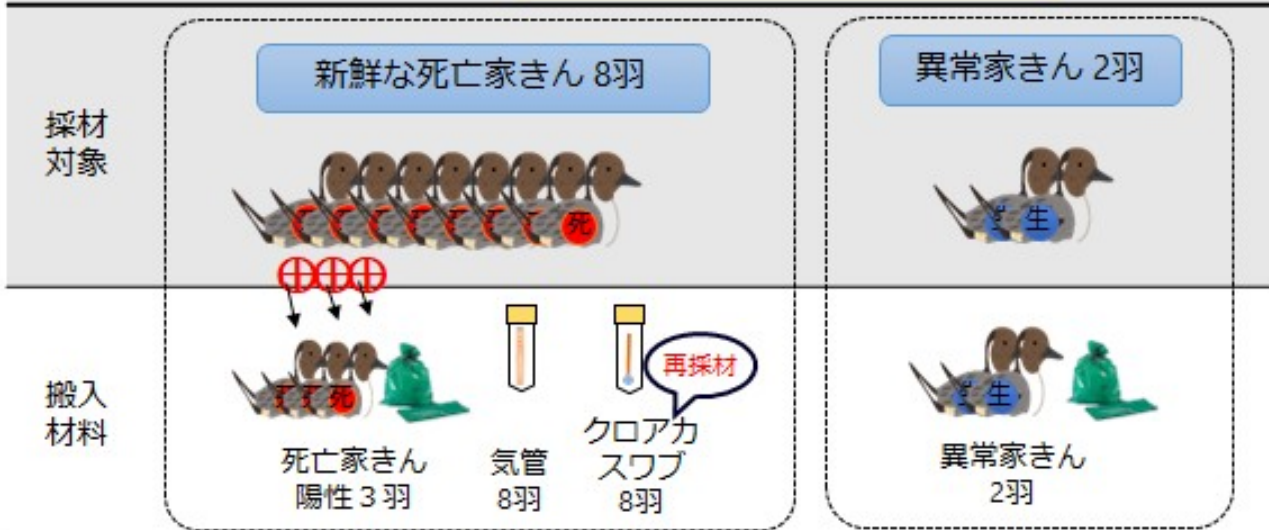 新鮮な死亡家きん 8羽
異常家きん 2羽
採材
対象
死
生
再採材
搬入
材料
死
生
死亡家きん
陽性３羽
気管
8羽
クロアカ
スワブ
8羽
異常家きん
2羽